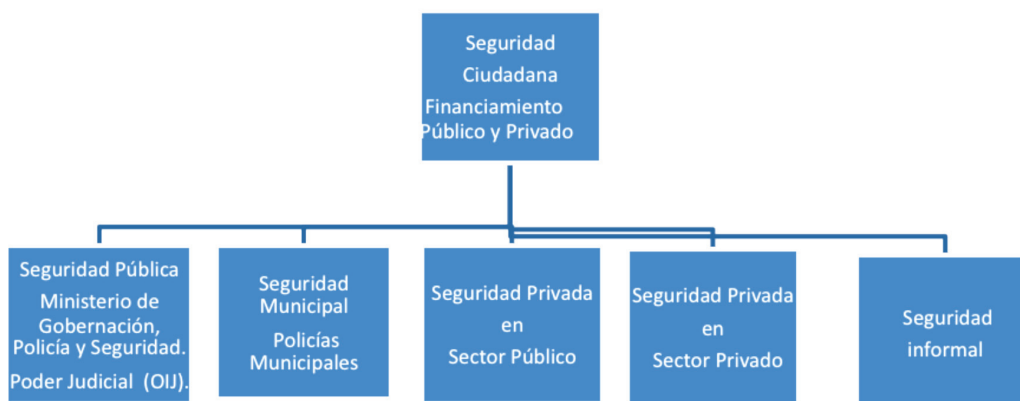 Seguridad
Ciudadana
Financiamiento
Público y Privado
Seguridad Pública
Ministerio de
Gobernación,
Policía y Seguridad.
Poder Judicial (OIJ).
Seguridad
Municipal
Policías
Municipales
Seguridad Privada
en
Sector Público
Seguridad Privada
en
Sector Privado
Seguridad
informal